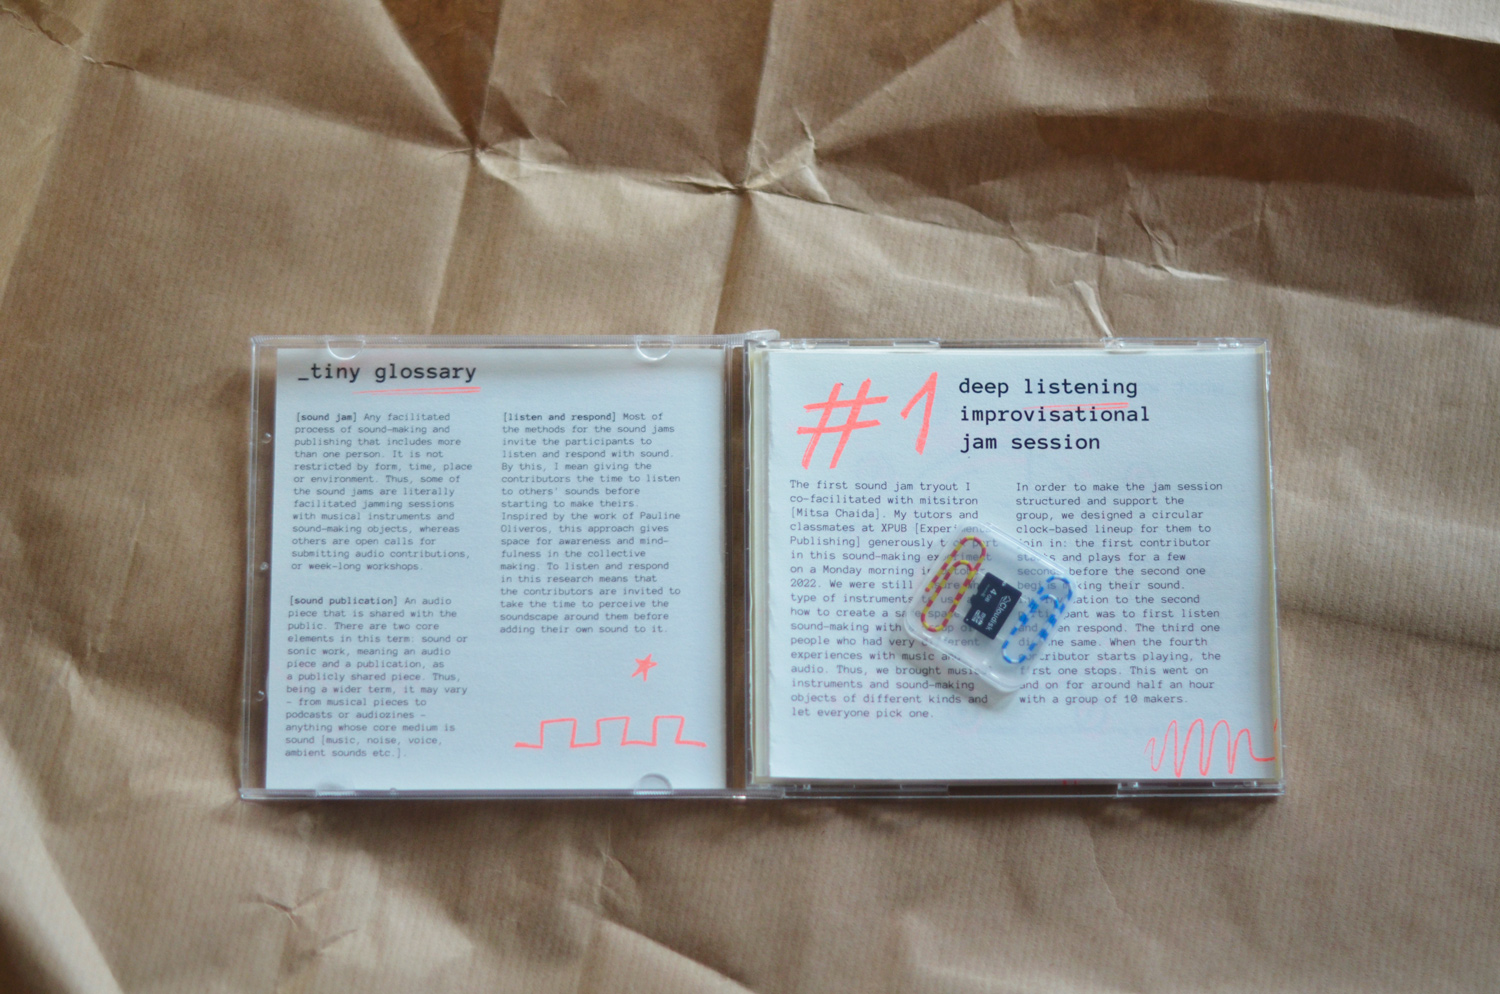 _tiny glossary
[sound jam] Any facilitated
process of sound-making and
publishing that includes more
than one person. It is not
restricted by form, time, place
or environment. Thus, some of
the sound jams are literally
facilitated jamming sessions
with musical instruments and
sound-making objects, whereas
others are open calls for
submitting audio contributions,
or week-long workshops.
[sound publication] An audio
piece that is shared with the
public. There are two core
elements in this term: sound or
sonic work, meaning an audio
piece and a publication, as
a publicly shared piece. Thus,
being a wider term, it may vary
- from musical pieces to
podcasts or audiozines -
anything whose core medium is
sound [music, noise, voice,
ambient sounds etc.].
[listen and respond] Most of
the methods for the sound jams
invite the participants to
listen and respond with sound.
By this, I mean giving the
contributors the time to listen
to others' sounds before
starting to make theirs.
Inspired by the work of Pauline
Oliveros, this approach gives
space for awareness and mind-
fulness in the collective
making. To listen and respond
in this research means that
the contributors are invited to
take the time to perceive the
soundscape around them before
adding their own sound to it.
#1
deep listening
improvisational
jam session
The first sound jam tryout I
co-facilitated with mitsitron
[Mitsa Chaida]. My tutors and
classmates at XPUB [Experimental
Publishing] generously
in this sound-making
on a Monday morning
2022. We were still
type of instruments
how to create a
sound-making with
people who had very different
experiences with music
audio. Thus, we brought music
instruments and sound-making
objects of different kinds and
let everyone pick one.
In order to make the jam session
structured and support the
group, we designed a circular
clock-based lineup for them to
join in: the first contributor
starts and plays for a few
seconds before the second one
begins making their sound.
to the second
was to first listen
and then respond. The third one
did the same. When the fourth
contributor starts playing, the
first one stops. This went on
and on for around half an hour
with a group of 10 makers.
Cloudisk
4